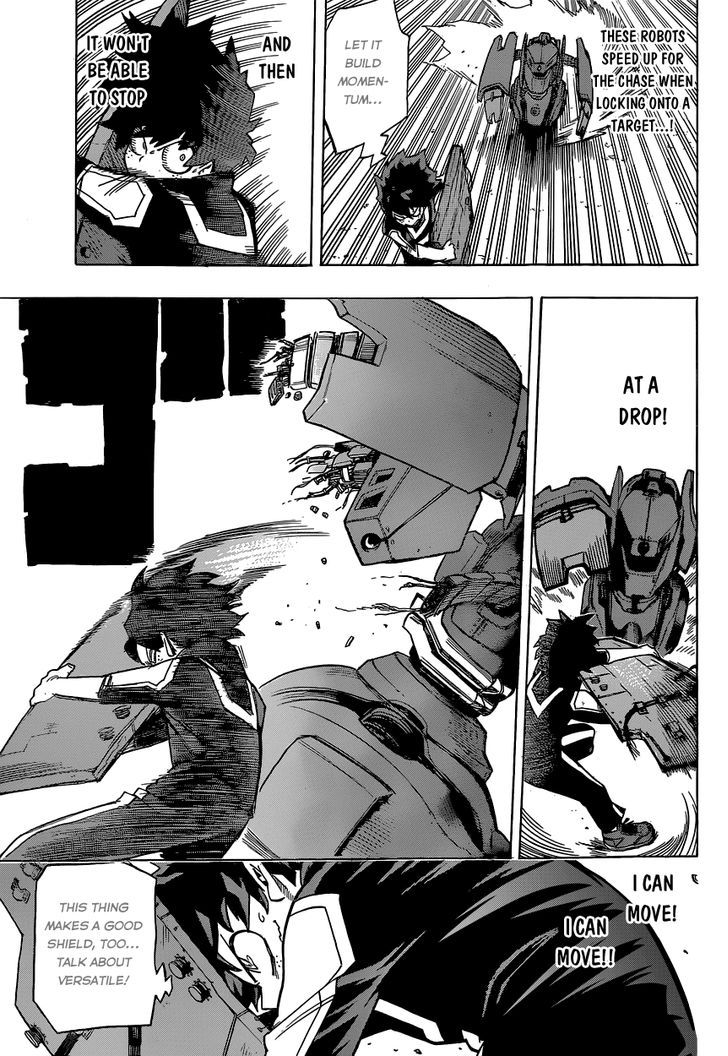 THESE ROBOTS
SPEED UP FOR
THE CHASE WHEN
LOCKING ONTO A
TARGET...!
LET IT
BUILD
MOMEN-
TUM...
AND
THEN
IT WON'T
BE ABLE
TO STOP
AT A
DROP!
I CAN
MOVE!
I CAN
MOVE!!
THIS THING
MAKES A GOOD
SHIELD, TOO...
TALK ABOUT
VERSATILE!